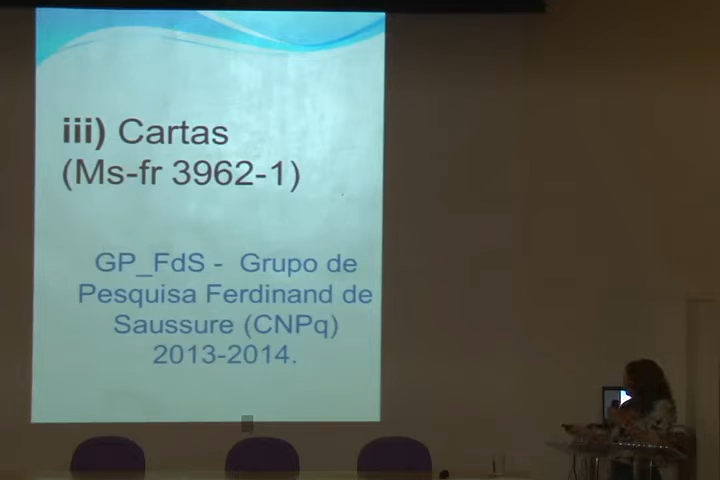 iii) Cartas
(Ms-fr 3962-1)
GP_FdS - Grupo de
Pesquisa Ferdinand de
Saussure (CNPq)
2013-2014.